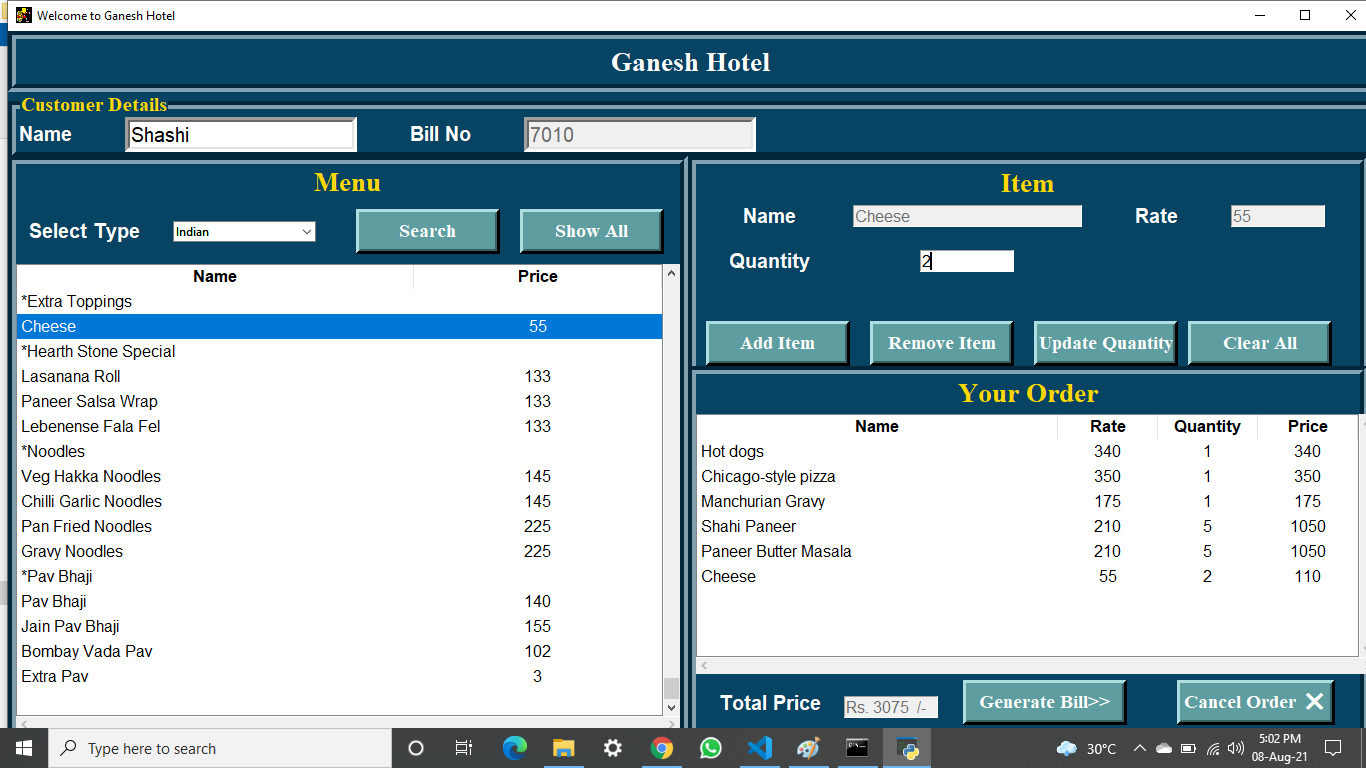 Welcome to Ganesh Hotel
Ganesh Hotel
Customer Details
Name Shashi Bill No 7010
Menu
Select Type Indian Search Show All
Name Price
*Extra Toppings
Cheese 55
*Hearth Stone Special
Lasanana Roll 133
Paneer Salsa Wrap 133
Lebenense Fala Fel 133
*Noodles
Veg Hakka Noodles 145
Chilli Garlic Noodles 145
Pan Fried Noodles 225
Gravy Noodles 225
*Pav Bhaji
Pav Bhaji 140
Jain Pav Bhaji 155
Bombay Vada Pav 102
Extra Pav 3
Item
Name Cheese Rate 55
Quantity 2
Add Item Remove Item Update Quantity Clear All
Your Order
Name Rate Quantity Price
Hot dogs 340 1 340
Chicago-style pizza 350 1 350
Manchurian Gravy 175 1 175
Shahi Paneer 210 5 1050
Paneer Butter Masala 210 5 1050
Cheese 55 2 110
Total Price Rs. 3075 /- Generate Bill>> Cancel Order
Type here to search 30°C 5:02 PM
08-Aug-21